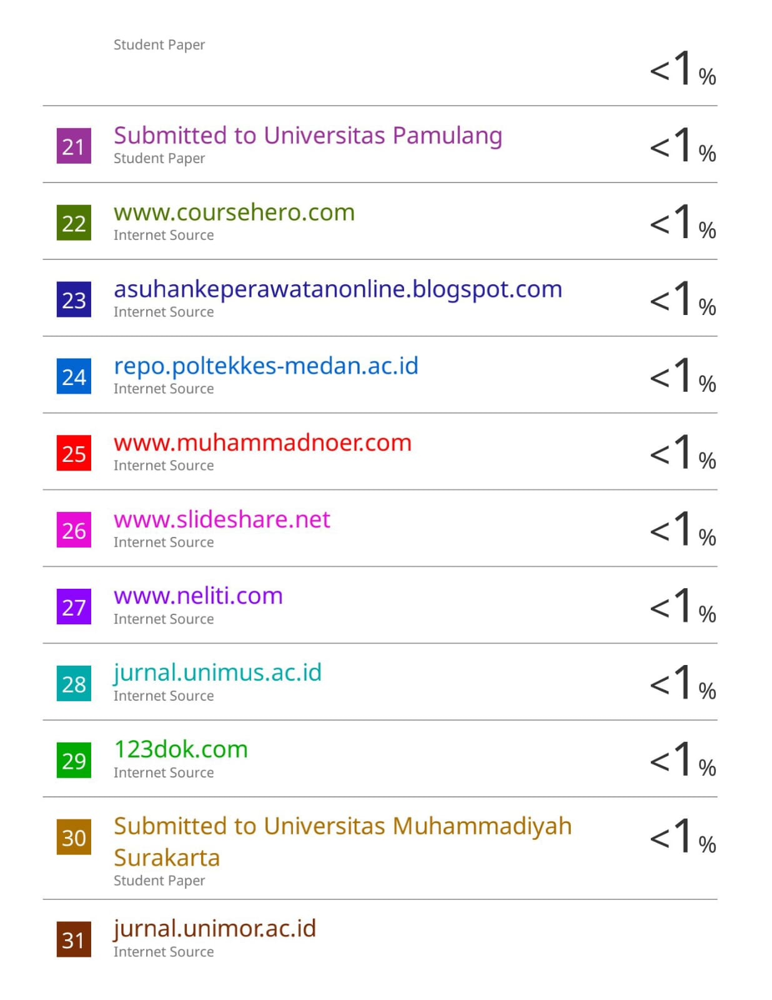 Student Paper
<1%
21 Submitted to Universitas Pamulang <1%
Student Paper
22 www.coursehero.com <1%
Internet Source
23 asuhankeperawatanonline.blogspot.com <1%
Internet Source
24 repo.poltekkes-medan.ac.id <1%
Internet Source
25 www.muhammadnoer.com <1%
Internet Source
26 www.slideshare.net <1%
Internet Source
27 www.neliti.com <1%
Internet Source
28 jurnal.unimus.ac.id <1%
Internet Source
29 123dok.com <1%
Internet Source
30 Submitted to Universitas Muhammadiyah <1%
Surakarta
Student Paper
31 jurnal.unimor.ac.id
Internet Source